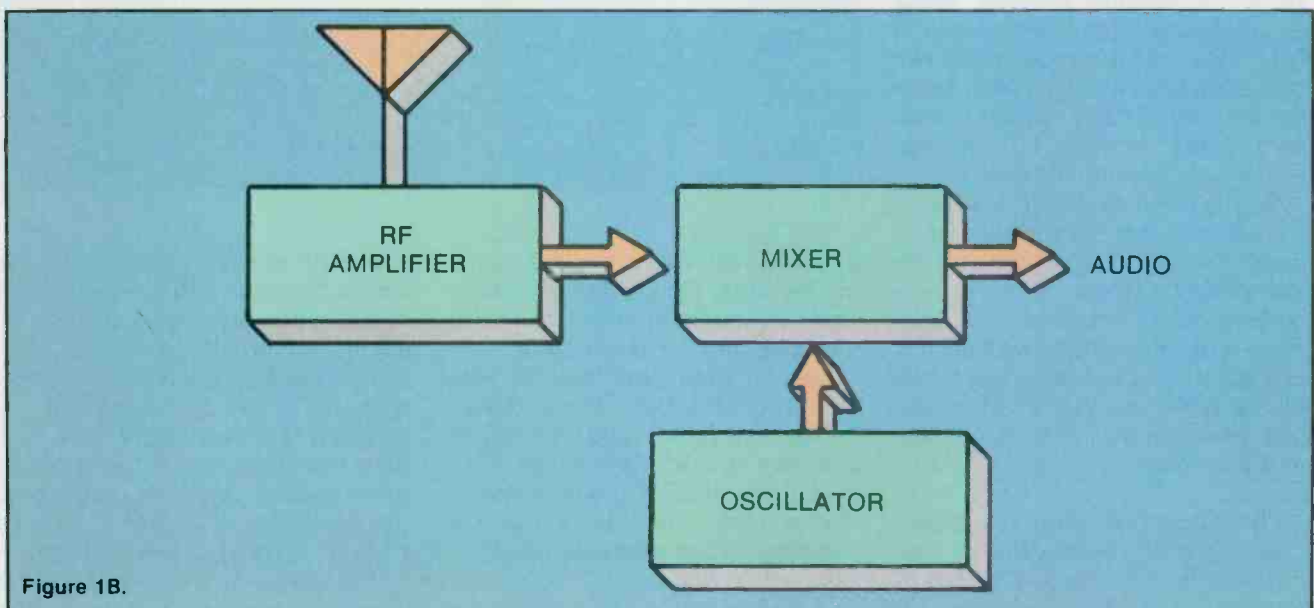 RF
AMPLIFIER
MIXER
AUDIO
OSCILLATOR
Figure 1B.